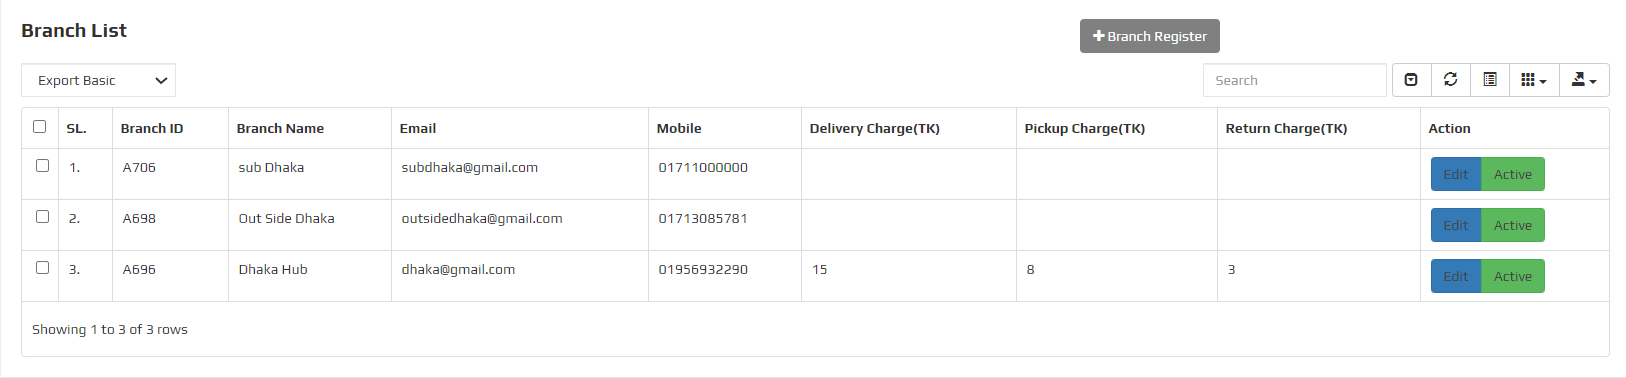 Branch List
Branch Register
Export Basic
Search
SL. Branch ID Branch Name Email Mobile Delivery Charge(TK) Pickup Charge(TK) Return Charge(TK) Action
1. A706 sub Dhaka subdhaka@gmail.com 01711000000 Edit Active
2. A698 Out Side Dhaka outsidedhaka@gmail.com 01713085781 Edit Active
3. A696 Dhaka Hub dhaka@gmail.com 01956932290 15 8 3 Edit Active
Showing 1 to 3 of 3 rows